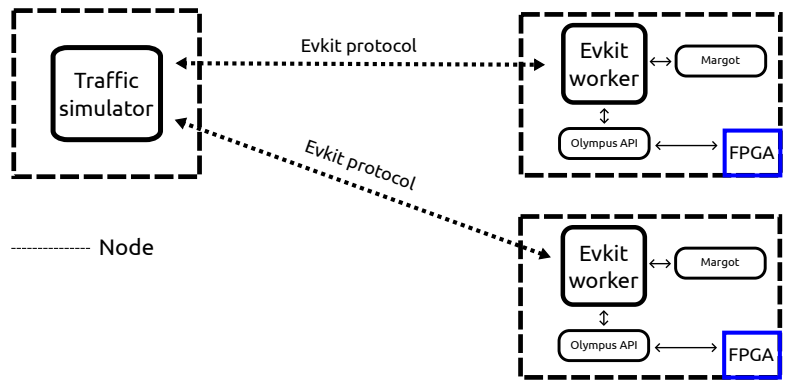 Traffic
simulator
Evkit protocol
Evkit
worker
Margot
Olympus API
FPGA
Evkit protocol
Evkit
worker
Margot
Olympus API
FPGA
Node